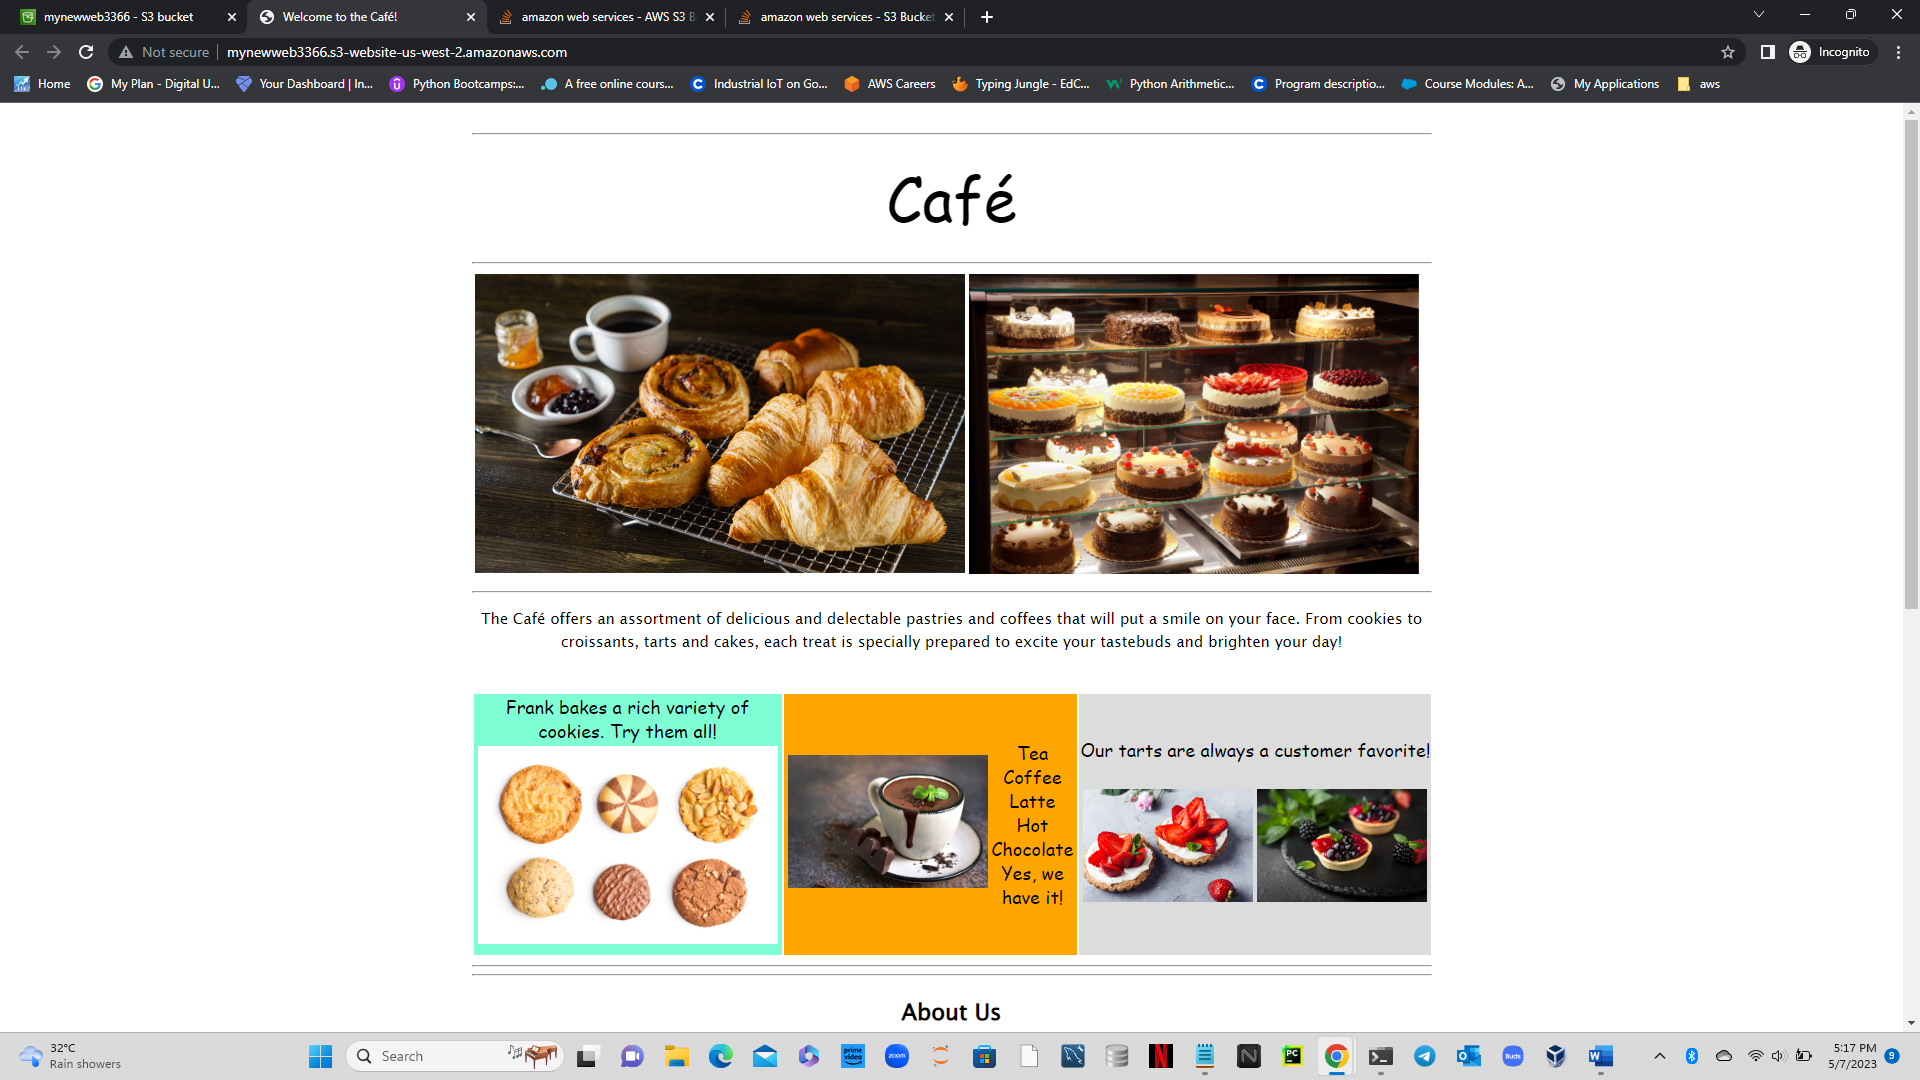 mynewweb3366 - S3 bucket
Welcome to the Café!
amazon web services - AWS S3 B
amazon web services - S3 Bucket
Not secure
mynewweb3366.s3-website-us-west-2.amazonaws.com
Incognito
Home
My Plan - Digital U...
Your Dashboard | In...
Python Bootcamps:...
A free online cours...
Industrial IoT on Go...
AWS Careers
Typing Jungle - EdC...
Python Arithmetic...
Program descriptio...
Course Modules: A...
My Applications
aws
Café
The Café offers an assortment of delicious and delectable pastries and coffees that will put a smile on your face. From cookies to
croissants, tarts and cakes, each treat is specially prepared to excite your tastebuds and brighten your day!
Frank bakes a rich variety of
cookies. Try them all!
Tea
Coffee
Latte
Hot
Chocolate
Yes, we
have it!
Our tarts are always a customer favorite!
About Us
32°C
Rain showers
Search
prime
video
zoom
N
N
PC
Buds
W
5:17 PM
5/7/2023
9